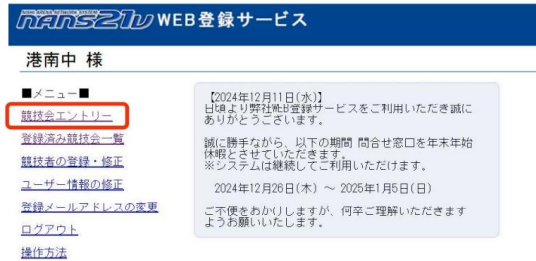 NISHI ARENA NETWORK SYSTEM
NANS21V WEB登録サービス
港南中 様
■メニュー■
競技会エントリー
登録済み競技会一覧
競技者の登録・修正
ユーザー情報の修正
登録メールアドレスの変更
ログアウト
操作方法
【2024年12月11日(水)】
日頃より弊社WEB登録サービスをご利用いただき誠に
ありがとうございます。
誠に勝手ながら、以下の期間 問合せ窓口を年末年始
休暇とさせていただきます。
※システムは継続してご利用いただけます。
2024年12月26日(木) ～ 2025年1月5日(日)
ご不便をおかけしますが、何卒ご理解いただきます
ようお願いいたします。